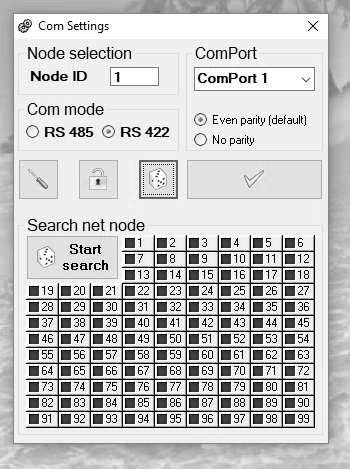 Com Settings
Node selection
Node ID 1
ComPort
ComPort 1
Com mode
RS 485 RS 422
Even parity (default)
No parity
Search net node
Start search
1 2 3 4 5 6
7 8 9 10 11 12
13 14 15 16 17 18
19 20 21 22 23 24 25 26 27
28 29 30 31 32 33 34 35 36
37 38 39 40 41 42 43 44 45
46 47 48 49 50 51 52 53 54
55 56 57 58 59 60 61 62 63
64 65 66 67 68 69 70 71 72
73 74 75 76 77 78 79 80 81
82 83 84 85 86 87 88 89 90
91 92 93 94 95 96 97 98 99